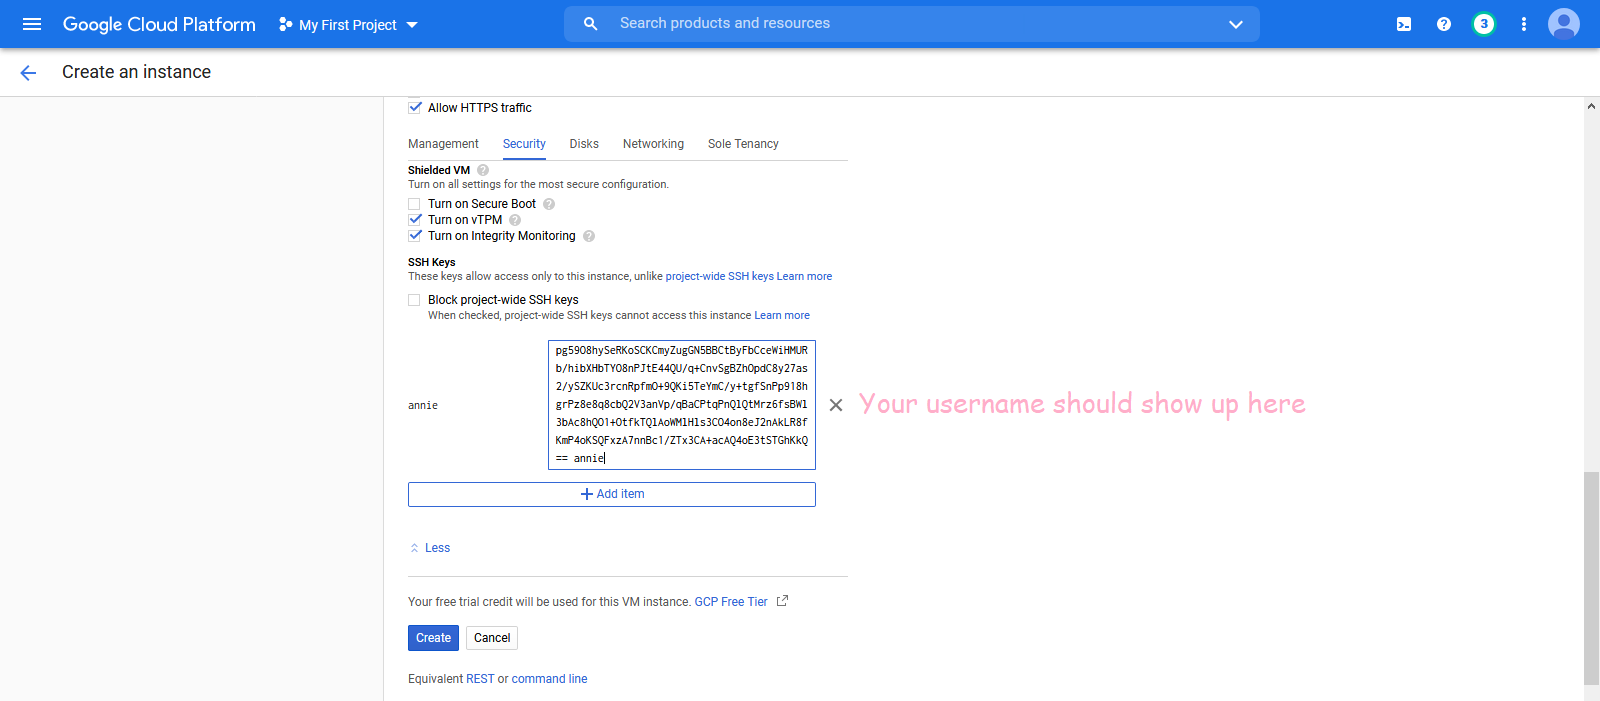 Google Cloud Platform
My First Project
Search products and resources
3
Create an instance
Allow HTTPS traffic
Management Security Disks Networking Sole Tenancy
Shielded VM ?
Turn on all settings for the most secure configuration.
Turn on Secure Boot ?
Turn on vTPM ?
Turn on Integrity Monitoring ?
SSH Keys
These keys allow access only to this instance, unlike project-wide SSH keys Learn more
Block project-wide SSH keys
When checked, project-wide SSH keys cannot access this instance Learn more
annie
pg59O8hySeRKoSCKCmyZugGN5BBCtByFbCceWiHMUR
b/hibXHbTYO8nPJtE44QU/q+CnvSgBZhOpdC8y27as
2/ySZKUc3rcnRpfmO+9QKi5TeYmC/y+tgfSnPp918h
grPz8e8q8cbQ2V3anVp/qBaCPtqPnQlQtMrz6fsBWl
3bAc8hQO1+OtfkTQlAoWMlHls3CO4on8eJ2nAkLR8f
KmP4oKSQFxzA7nnBc1/ZTx3CA+acAQ4oE3tSTGhKkQ
== annie
Your username should show up here
Add item
Less
Your free trial credit will be used for this VM instance. GCP Free Tier
Create Cancel
Equivalent REST or command line